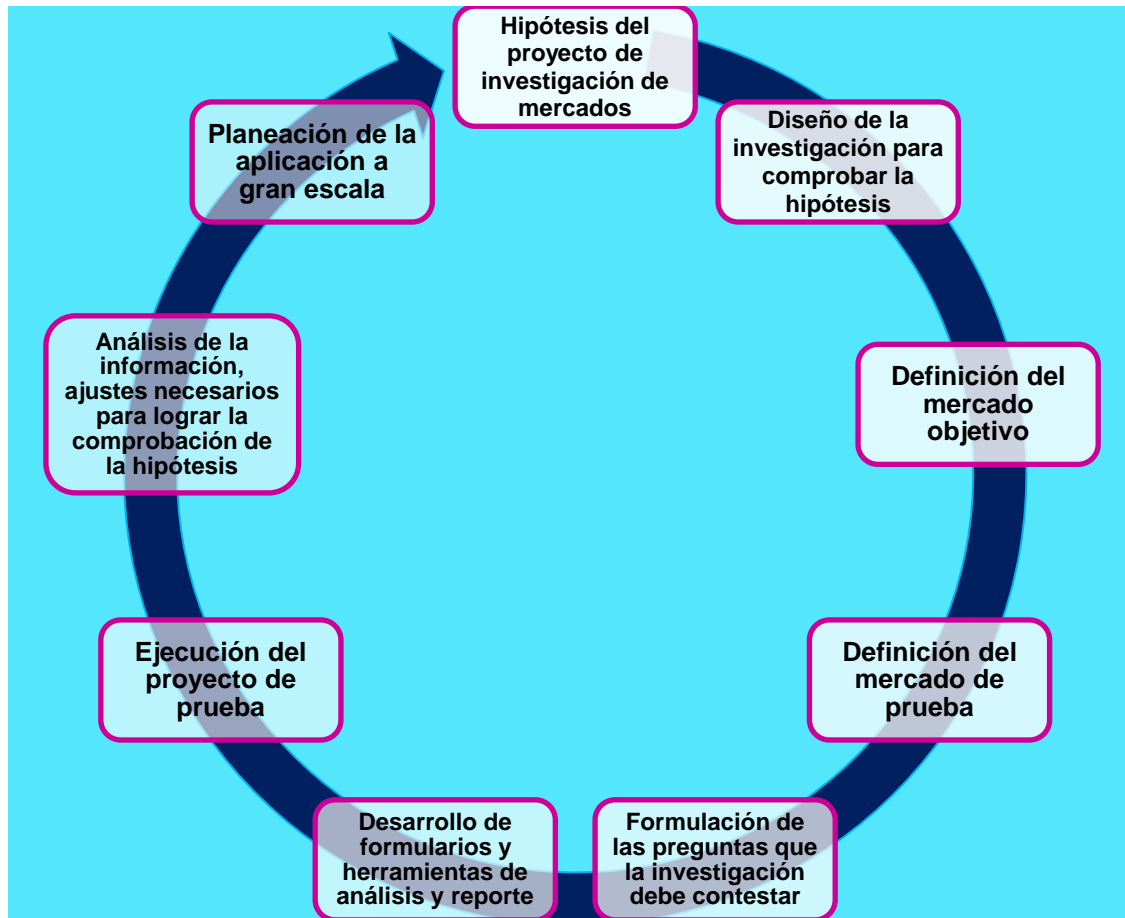 Hipótesis del
proyecto de
investigación de
mercados
Diseño de la
investigación para
comprobar la
hipótesis
Definición del
mercado
objetivo
Definición del
mercado de
prueba
Formulación de
las preguntas que
la investigación
debe contestar
Desarrollo de
formularios y
herramientas de
análisis y reporte
Ejecución del
proyecto de
prueba
Análisis de la
información,
ajustes necesarios
para lograr la
comprobación de
la hipótesis
Planeación de la
aplicación a
gran escala